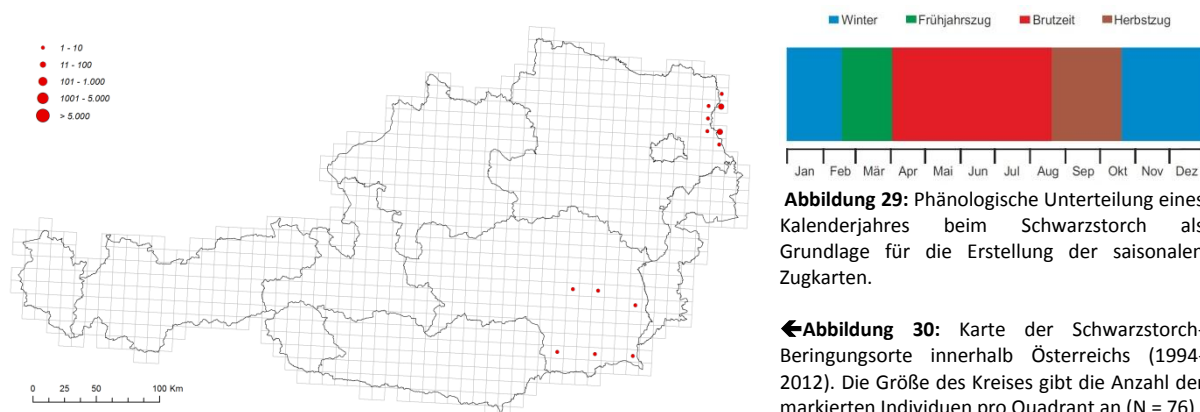 1 - 10
11 - 100
101 - 1.000
1001 - 5.000
> 5.000
0 25 50 100 Km
Winter Frühjahrszug Brutzeit Herbstzug
Jan Feb Mär Apr Mai Jun Jul Aug Sep Okt Nov Dez
Abbildung 29: Phänologische Unterteilung eines
Kalenderjahres beim Schwarzstorch als
Grundlage für die Erstellung der saisonalen
Zugkarten.
←Abbildung 30: Karte der Schwarzstorch-
Beringungsorte innerhalb Österreichs (1994-
2012). Die Größe des Kreises gibt die Anzahl der
markierten Individuen pro Quadrant an (N = 76).